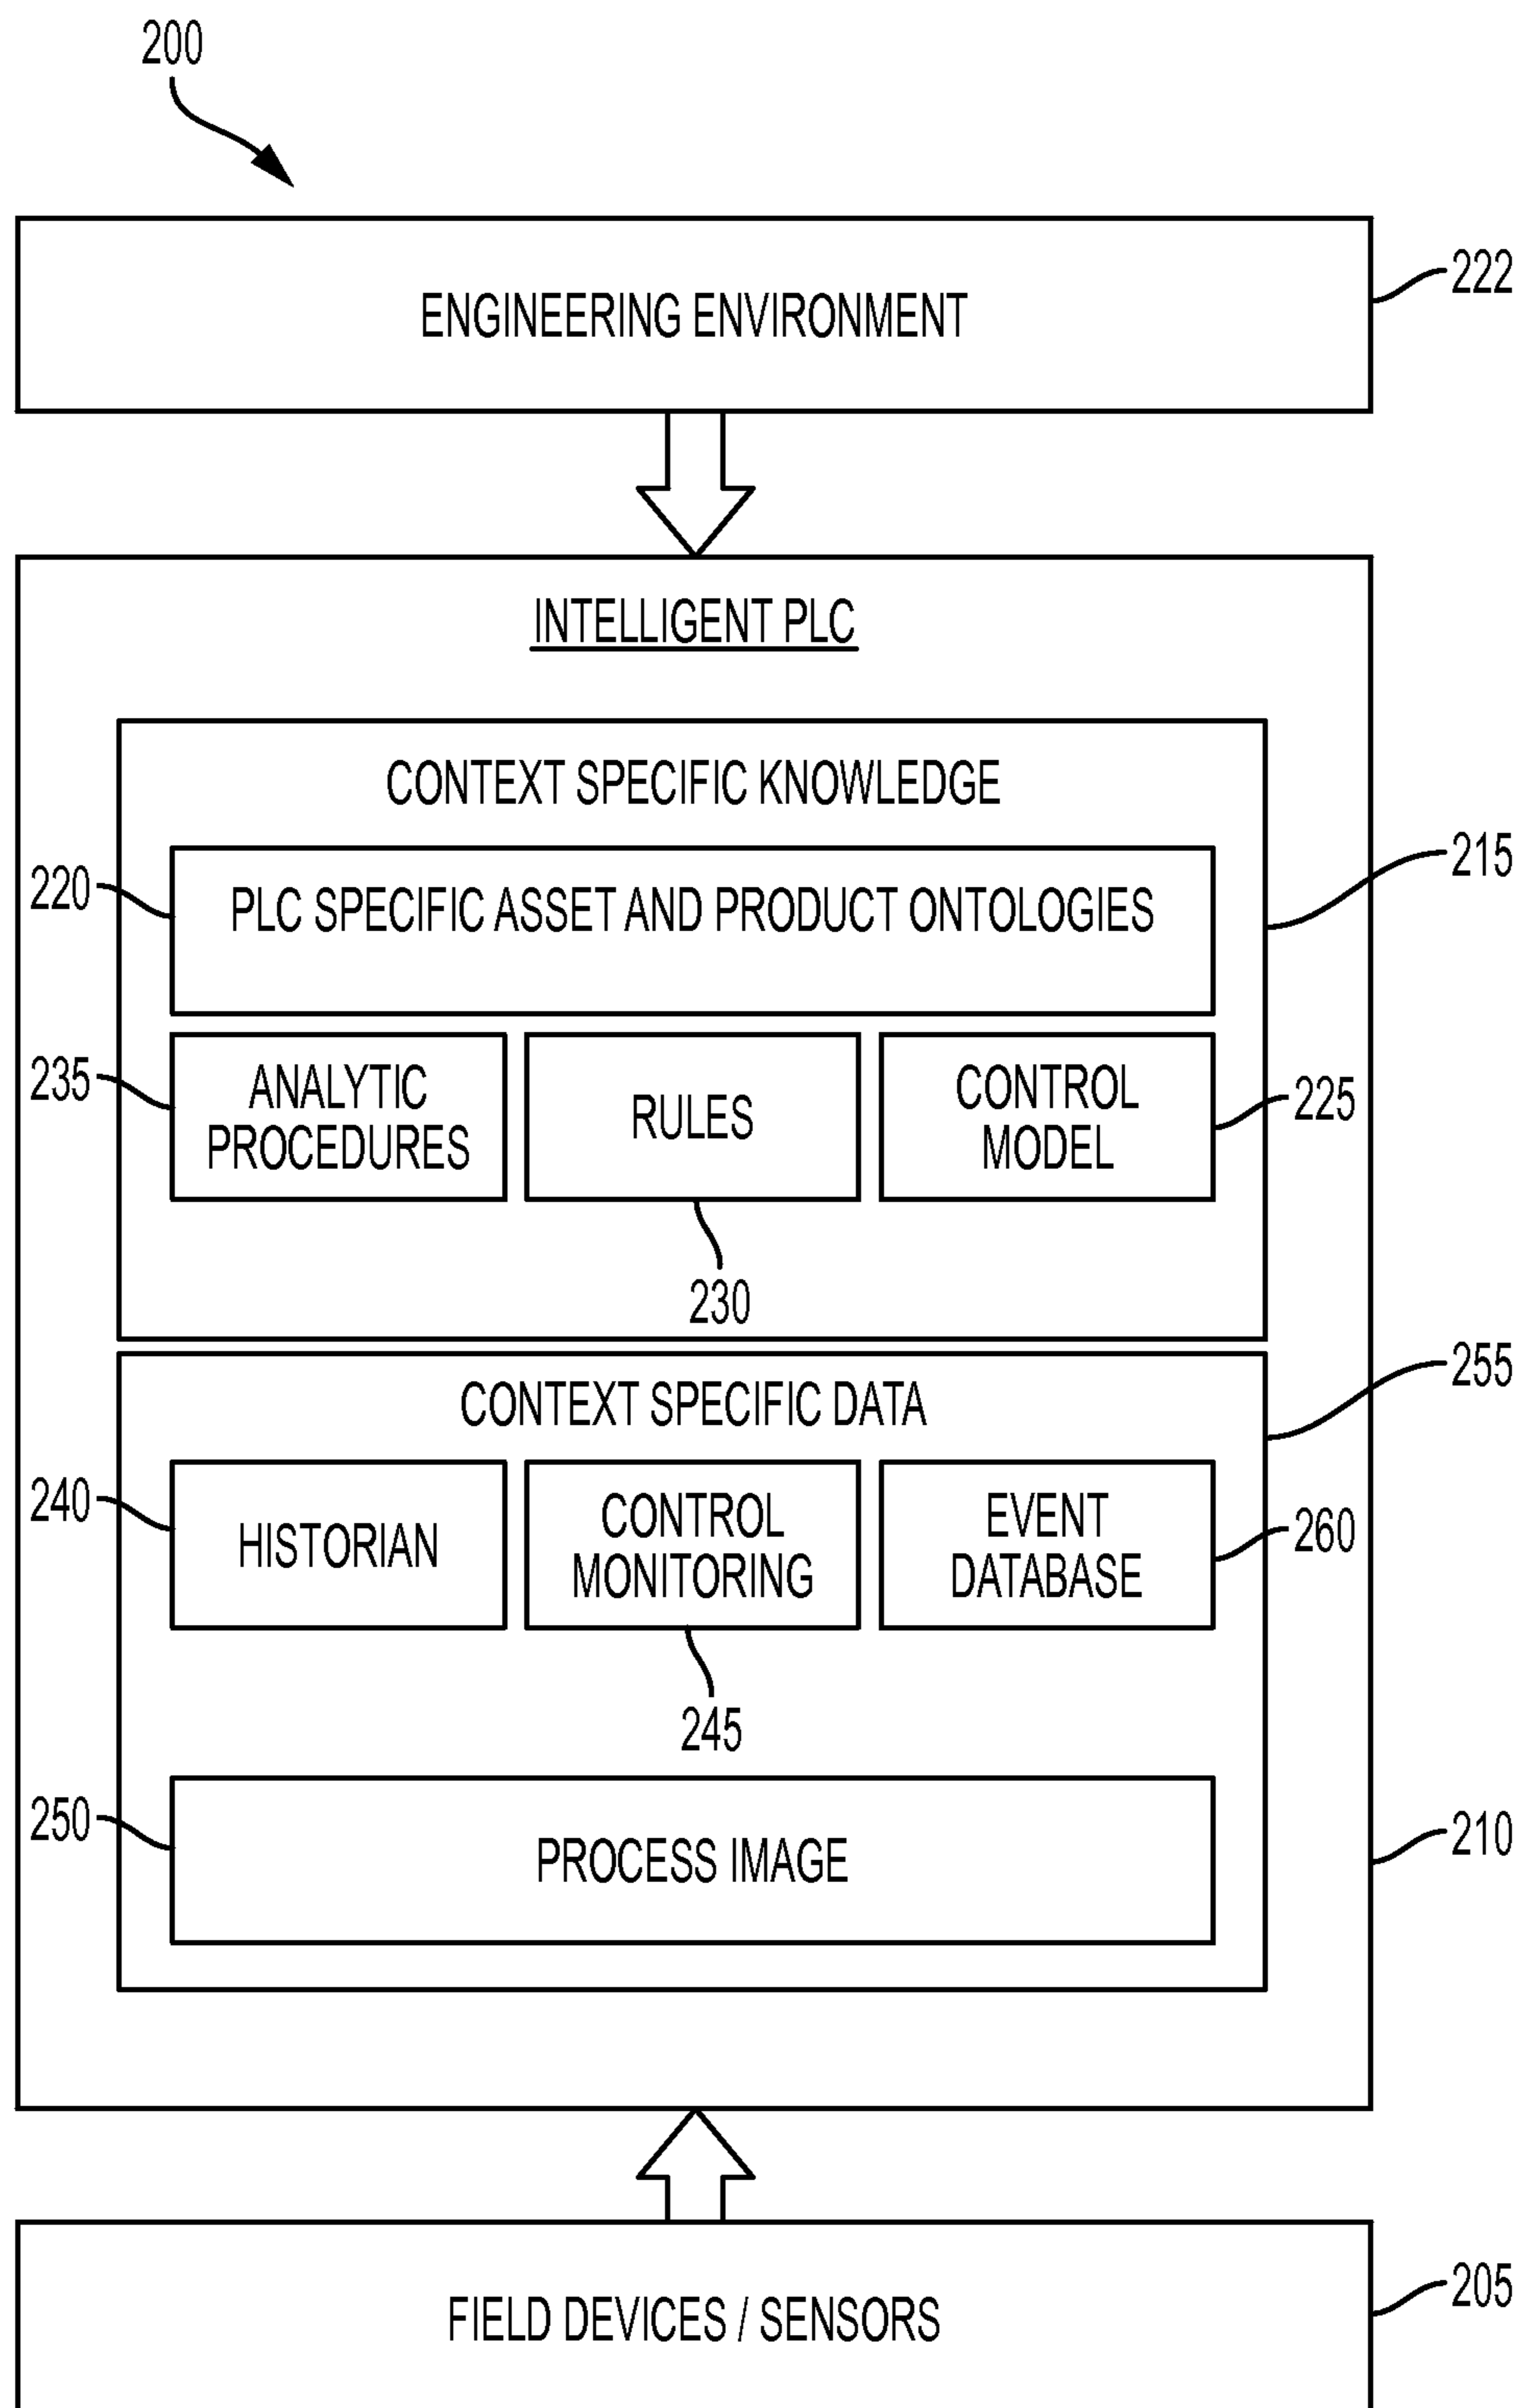 200
ENGINEERING ENVIRONMENT
222
INTELLIGENT PLC
CONTEXT SPECIFIC KNOWLEDGE
215
220
PLC SPECIFIC ASSET AND PRODUCT ONTOLOGIES
235
ANALYTIC
PROCEDURES
RULES
CONTROL
MODEL
225
230
255
CONTEXT SPECIFIC DATA
240
HISTORIAN
CONTROL
MONITORING
EVENT
DATABASE
260
245
250
PROCESS IMAGE
210
205
FIELD DEVICES / SENSORS